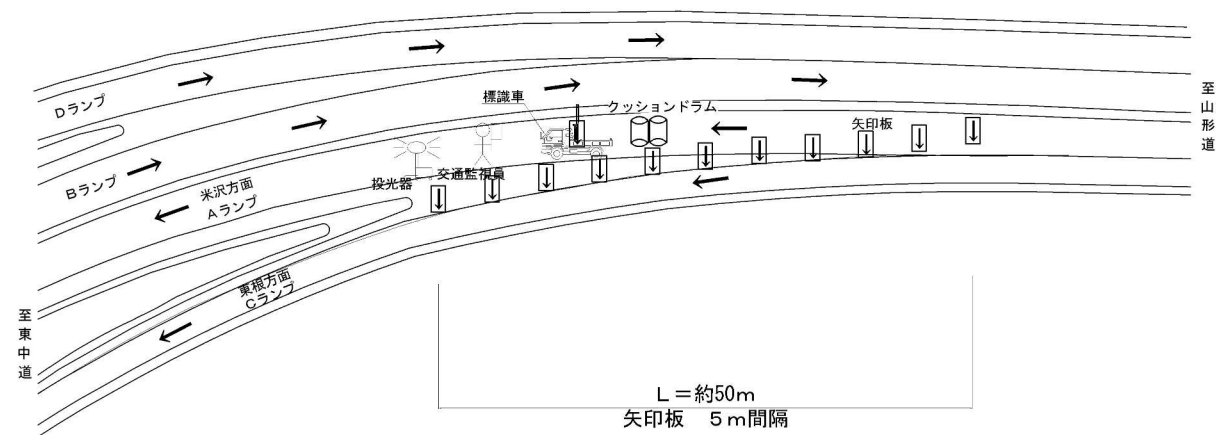 Dランプ
標識車
クッションドラム
矢印板
至山形道
Bランプ
投光器
交通監視員
米沢方面
Aランプ
東根方面
Cランプ
至東中道
L=約50m
矢印板 5m間隔